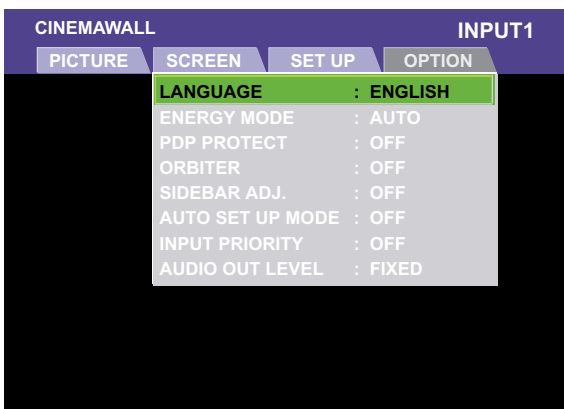 CINEMAWALL INPUT1
PICTURE SCREEN SET UP OPTION
LANGUAGE : ENGLISH
ENERGY MODE : AUTO
PDP PROTECT : OFF
ORBITER : OFF
SIDEBAR ADJ. : OFF
AUTO SET UP MODE : OFF
INPUT PRIORITY : OFF
AUDIO OUT LEVEL : FIXED